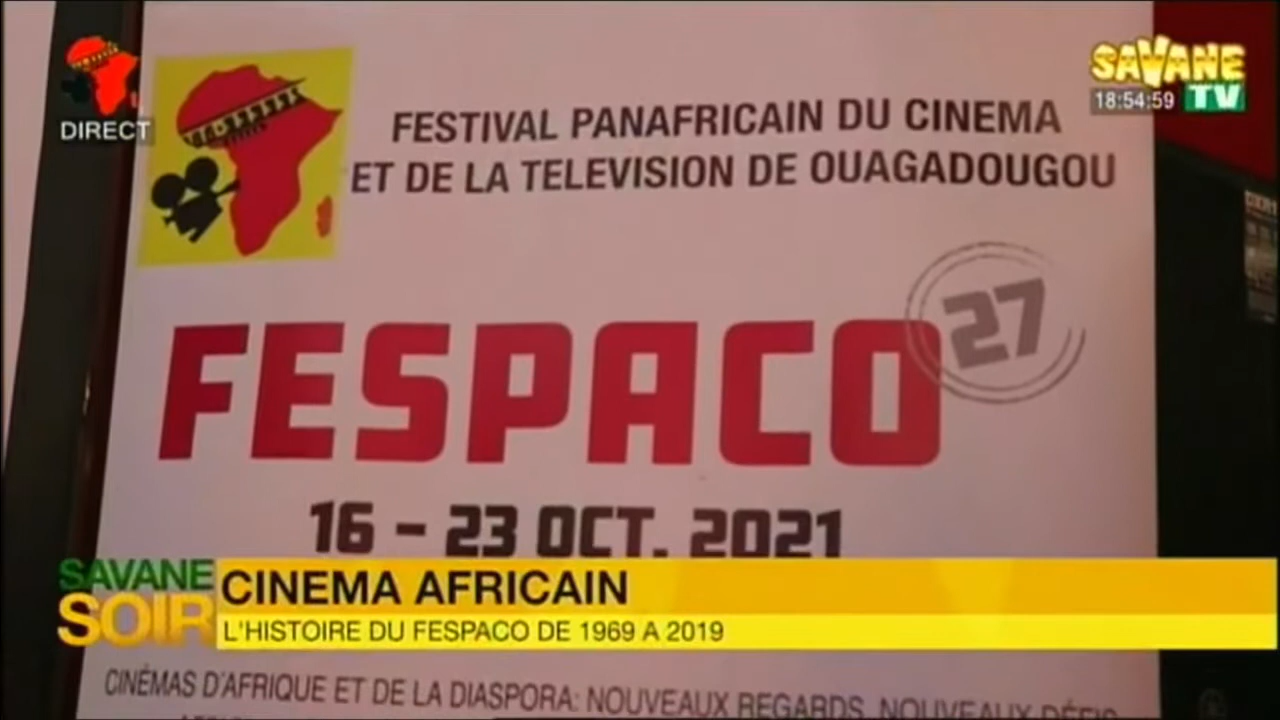 DIRECT
SAVANE
TV
18:54:59
FESTIVAL PANAFRICAIN DU CINEMA
ET DE LA TELEVISION DE OUAGADOUGOU
FESPACO
27
16 - 23 OCT. 2021
SAVANE
SOIR
CINEMA AFRICAIN
L'HISTOIRE DU FESPACO DE 1969 A 2019
CINÉMAS D'AFRIQUE ET DE LA DIASPORA: NOUVEAUX REGARDS, NOUVEAUX DÉFIS